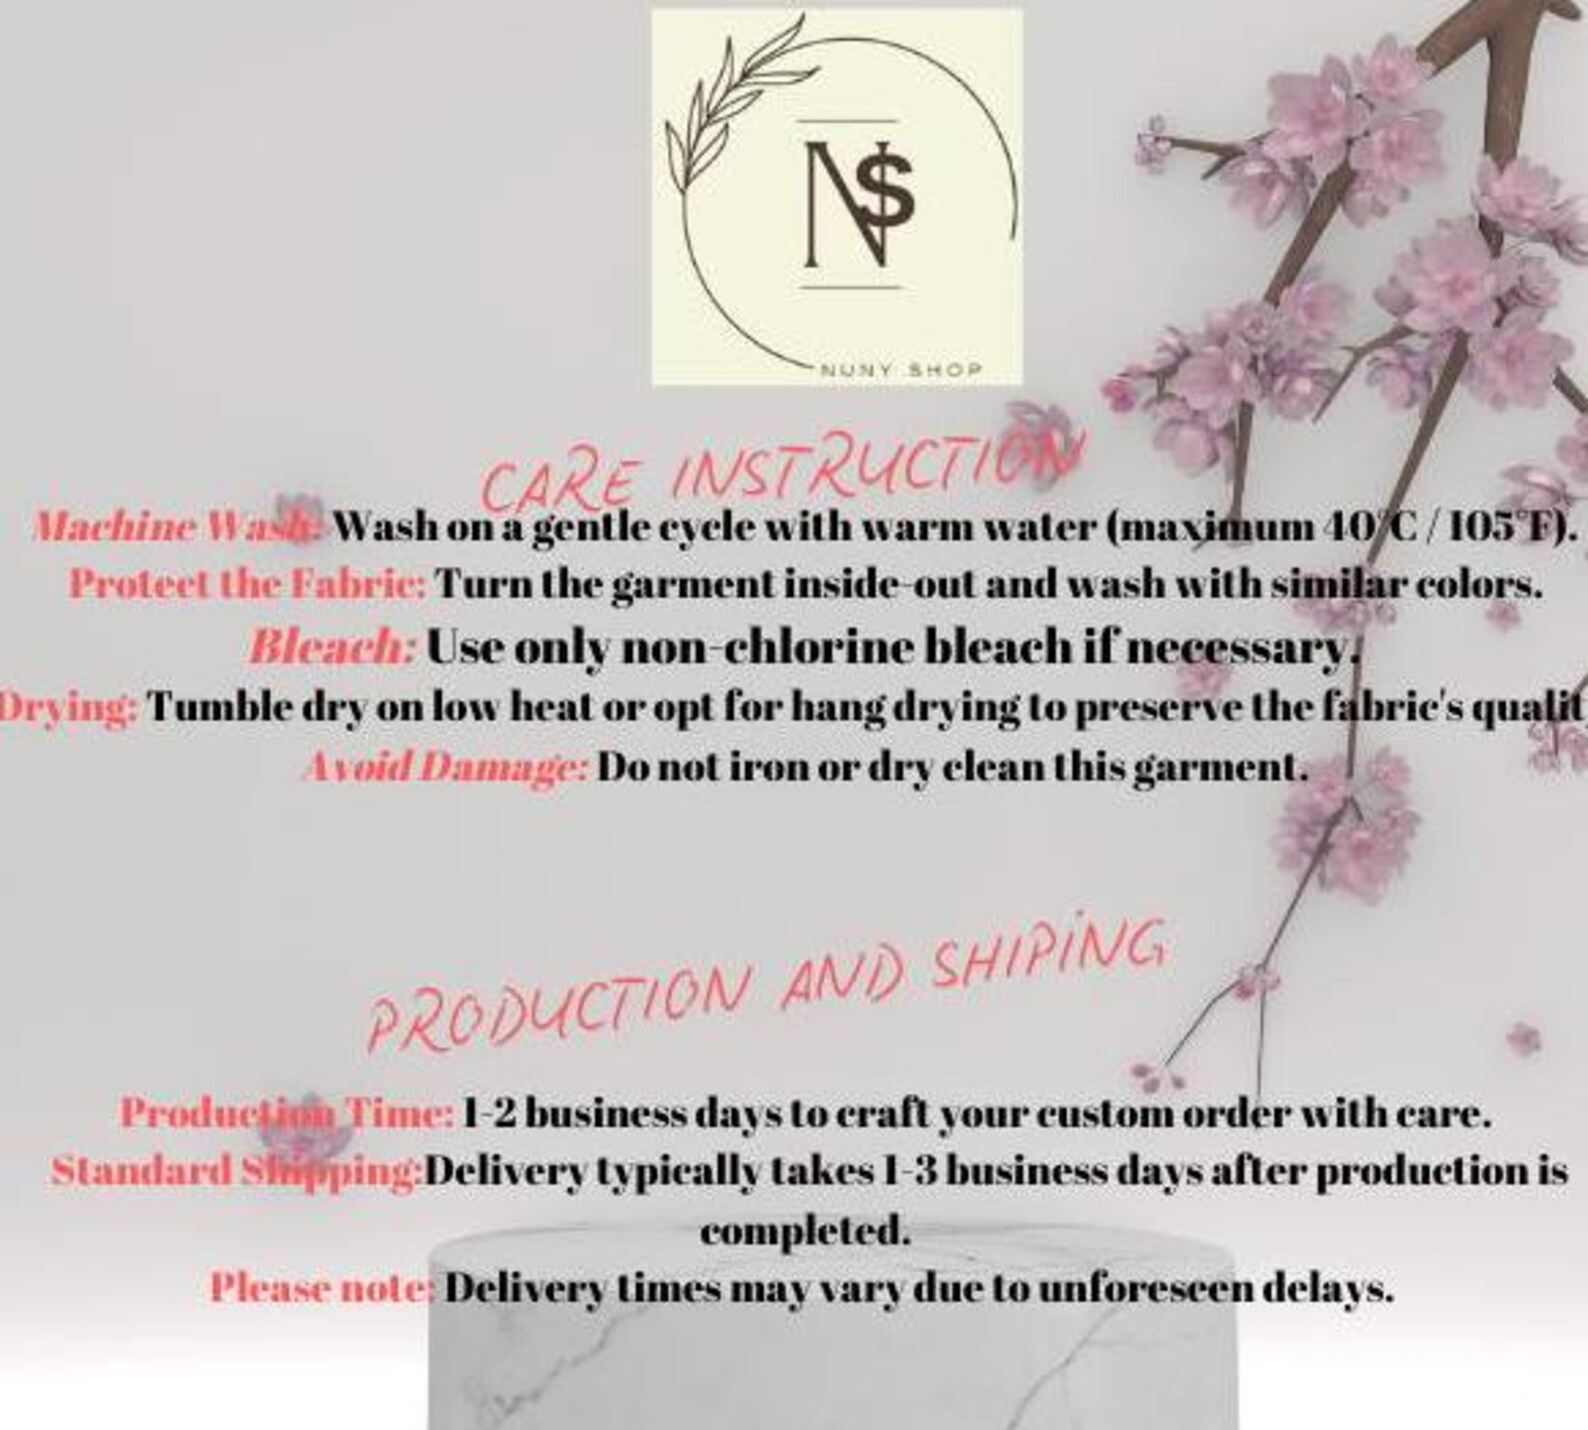 N$
NUNY SHOP
CARE INSTRUCTION
Machine Wash: Wash on a gentle cycle with warm water (maximum 40°C / 105°F).
Protect the Fabric: Turn the garment inside-out and wash with similar colors.
Bleach: Use only non-chlorine bleach if necessary.
Drying: Tumble dry on low heat or opt for hang drying to preserve the fabric's qualit
Avoid Damage: Do not iron or dry clean this garment.
PRODUCTION AND SHIPING
Production Time: 1-2 business days to craft your custom order with care.
Standard Shipping:Delivery typically takes 1-3 business days after production is
completed.
Please note: Delivery times may vary due to unforeseen delays.